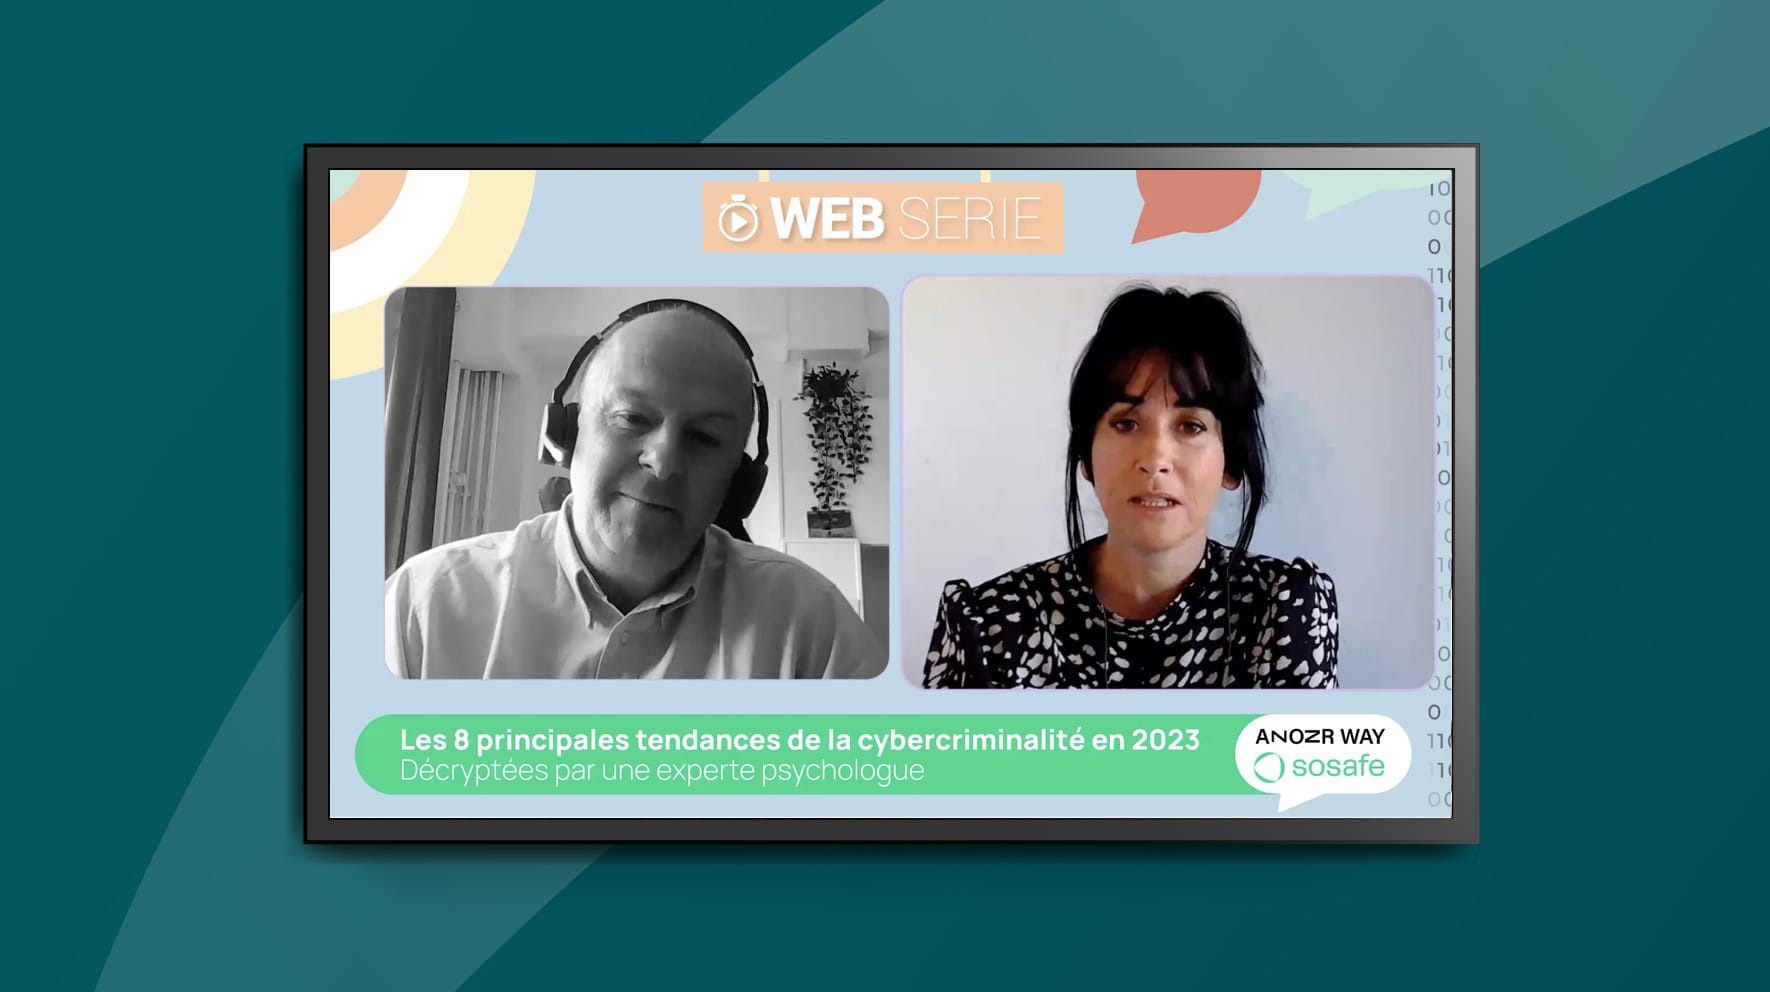 WEB SERIE
Les 8 principales tendances de la cybercriminalité en 2023
Décryptées par une experte psychologue
ANOZR WAY
sosafe